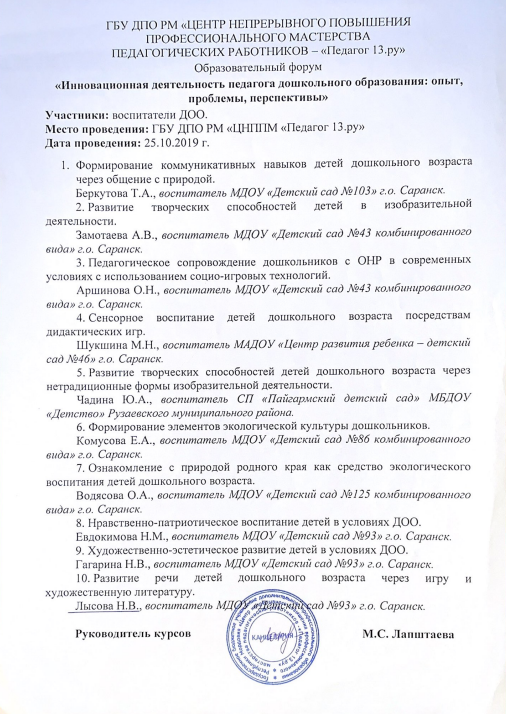 ГБУ ДПО РМ «ЦЕНТР НЕПРЕРЫВНОГО ПОВЫШЕНИЯ
ПРОФЕССИОНАЛЬНОГО МАСТЕРСТВА
ПЕДАГОГИЧЕСКИХ РАБОТНИКОВ – «Педагог 13.ру»
Образовательный форум
«Инновационная деятельность педагога дошкольного образования: опыт,
проблемы, перспективы»
Участники: воспитатели ДОО.
Место проведения: ГБУ ДПО РМ «ЦНППМ «Педагог 13.ру»
Дата проведения: 25.10.2019 г.
1. Формирование коммуникативных навыков детей дошкольного возраста
через общение с природой.
Беркутова Т.А., воспитатель МДОУ «Детский сад №103» г.о. Саранск.
2. Развитие творческих способностей детей в изобразительной
деятельности.
Замотаева А.В., воспитатель МДОУ «Детский сад №43 комбинированного
вида» г.о. Саранск.
3. Педагогическое сопровождение дошкольников с ОНР в современных
условиях с использованием социо-игровых технологий.
Аршинова О.Н., воспитатель МДОУ «Детский сад №43 комбинированного
вида» г.о. Саранск.
4. Сенсорное воспитание детей дошкольного возраста посредствам
дидактических игр.
Шукшина М.Н., воспитатель МАДОУ «Центр развития ребенка – детский
сад №46» г.о. Саранск.
5. Развитие творческих способностей детей дошкольного возраста через
нетрадиционные формы изобразительной деятельности.
Чадина Ю.А., воспитатель СП «Пайгармский детский сад» МБДОУ
«Детство» Рузаевского муниципального района.
6. Формирование элементов экологической культуры дошкольников.
Комусова Е.А., воспитатель МДОУ «Детский сад №86 комбинированного
вида» г.о. Саранск.
7. Ознакомление с природой родного края как средство экологического
воспитания детей дошкольного возраста.
Водясова О.А., воспитатель МДОУ «Детский сад №125 комбинированного
вида» г.о. Саранск.
8. Нравственно-патриотическое воспитание детей в условиях ДОО.
Евдокимова Н.М., воспитатель МДОУ «Детский сад №93» г.о. Саранск.
9. Художественно-эстетическое развитие детей в условиях ДОО.
Гагарина Н.В., воспитатель МДОУ «Детский сад №93» г.о. Саранск.
10. Развитие речи детей дошкольного возраста через игру и
художественную литературу.
Лысова Н.В., воспитатель МДОУ «Детский сад №93» г.о. Саранск.
Руководитель курсов М.С. Лапштаева